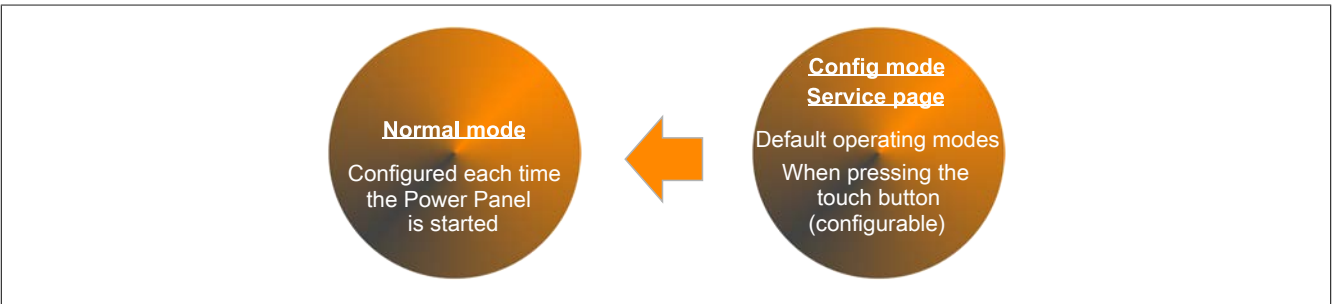 Normal mode
Configured each time
the Power Panel
is started
Config mode
Service page
Default operating modes
When pressing the
touch button
(configurable)